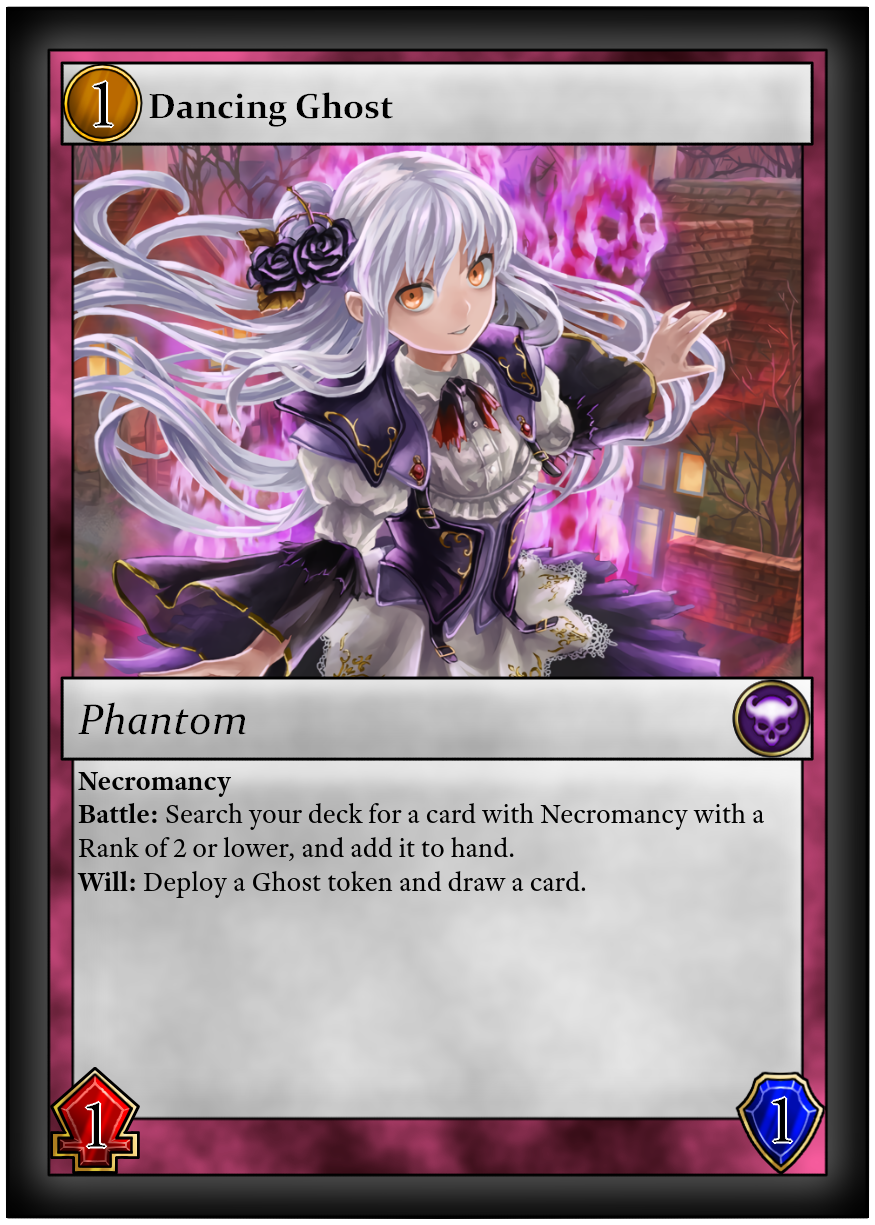 1
Dancing Ghost
Phantom
Necromancy
Battle: Search your deck for a card with Necromancy with a
Rank of 2 or lower, and add it to hand.
Will: Deploy a Ghost token and draw a card.
1
1